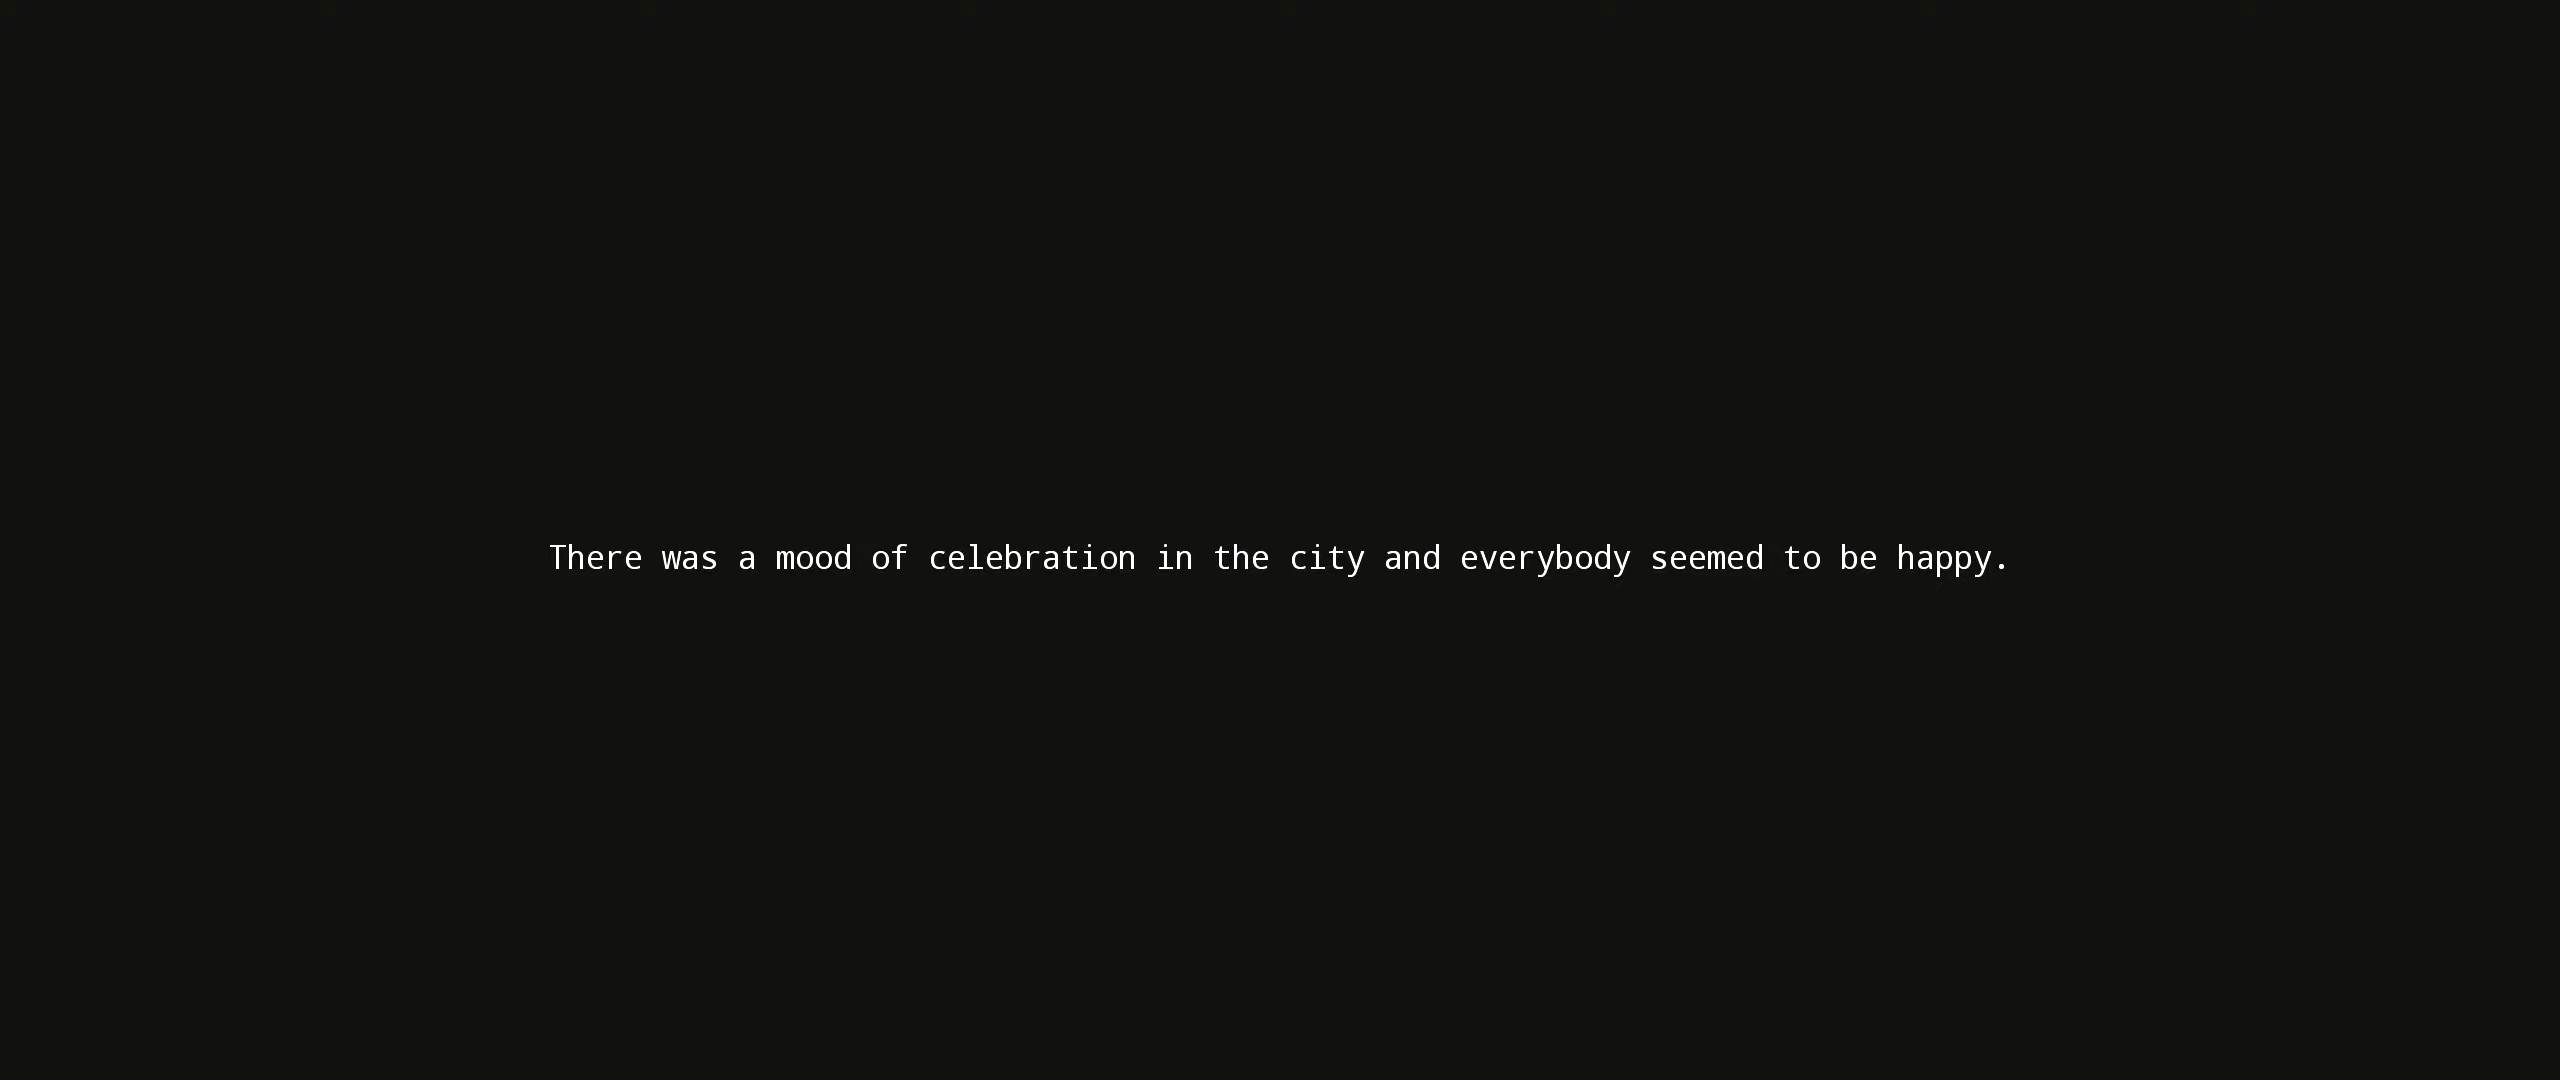 There was a mood of celebration in the city and everybody seemed to be happy.